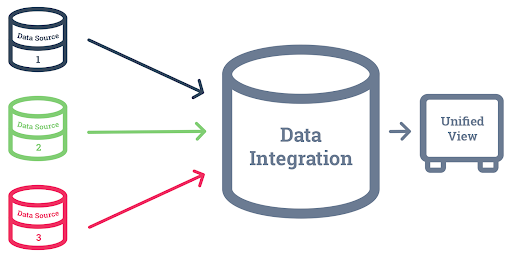 Data Source
1
Data Source
2
Data Source
3
Data
Integration
Unified
View